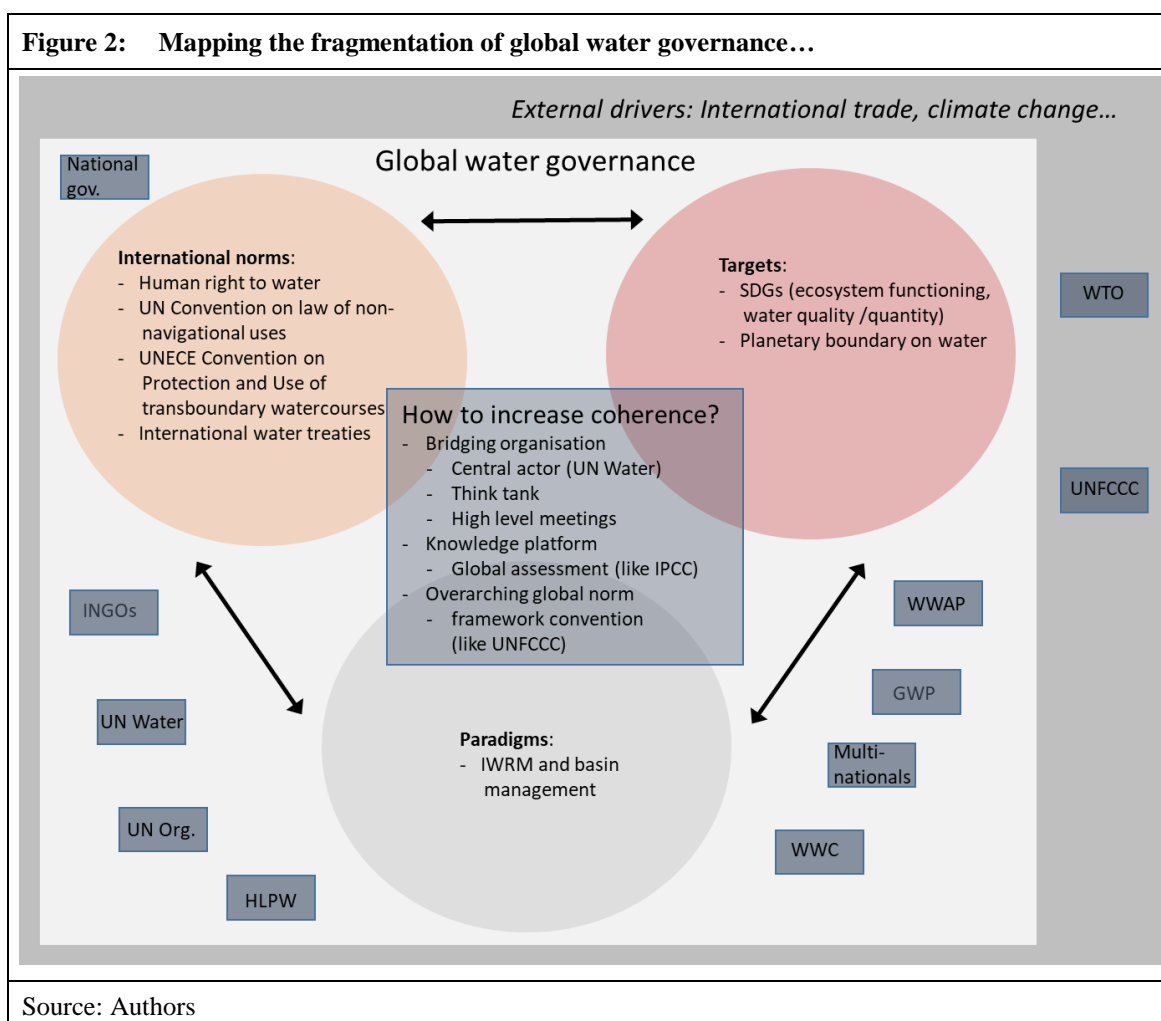 Figure 2: Mapping the fragmentation of global water governance…
External drivers: International trade, climate change…
Global water governance
National
gov.
International norms:
- Human right to water
- UN Convention on law of non-
navigational uses
- UNECE Convention on
Protection and Use of
transboundary watercourses
- International water treaties
Targets:
- SDGs (ecosystem functioning,
water quality /quantity)
- Planetary boundary on water
WTO
UNFCCC
How to increase coherence?
- Bridging organisation
- Central actor (UN Water)
- Think tank
- High level meetings
- Knowledge platform
- Global assessment (like IPCC)
- Overarching global norm
- framework convention
(like UNFCCC)
INGOs
UN Water
UN Org.
HLPW
Paradigms:
- IWRM and basin
management
WWAP
GWP
Multi-
nationals
WWC
Source: Authors